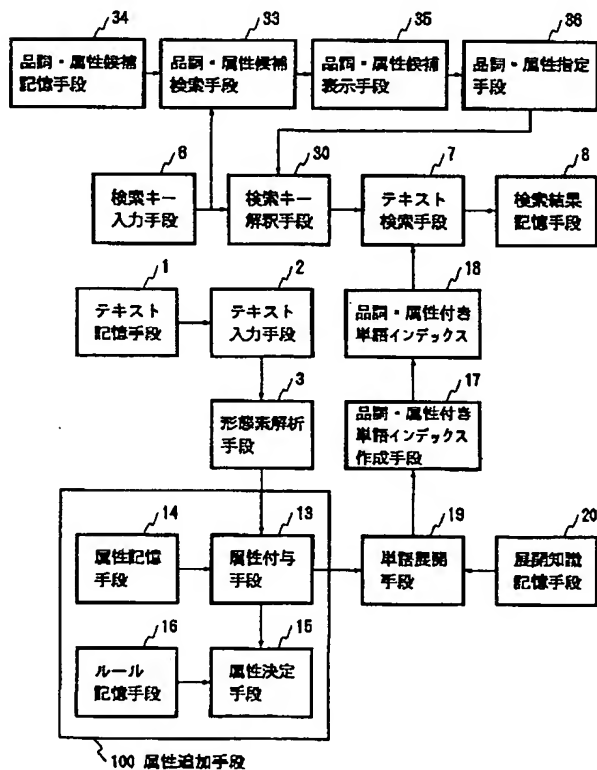 34
33
35
36
品詞・属性候補
記憶手段
品詞・属性候補
検索手段
品詞・属性候補
表示手段
品詞・属性指定
手段
6
30
7
8
検索キー
入力手段
検索キー
解釈手段
テキスト
検索手段
検索結果
記憶手段
1
2
18
テキスト
記憶手段
テキスト
入力手段
品詞・属性付き
単語インデックス
3
17
形態素解析
手段
品詞・属性付き
単語インデックス
作成手段
14
13
19
20
属性記憶
手段
属性付与
手段
単語展開
手段
展開知識
記憶手段
16
15
ルール
記憶手段
属性決定
手段
100 属性追加手段